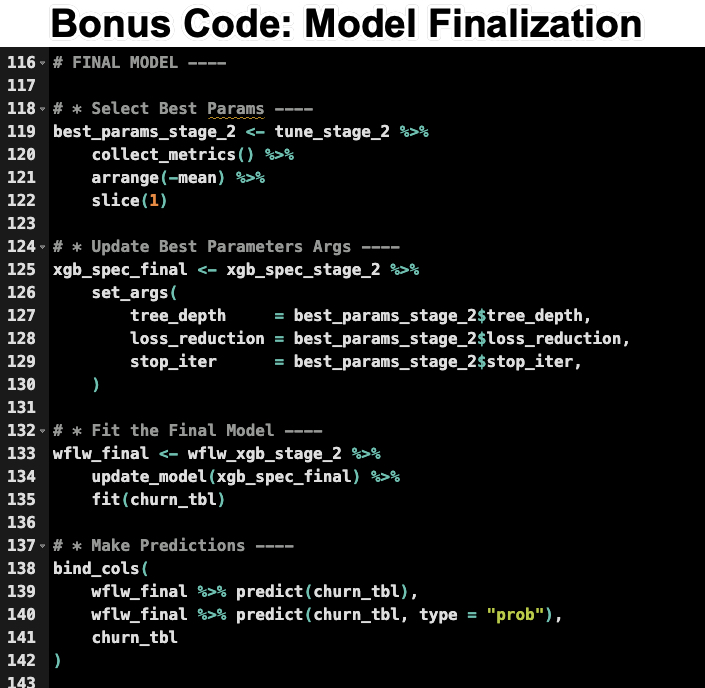 Bonus Code: Model Finalization
116 # FINAL MODEL ----
117
118 # * Select Best Params ----
119 best_params_stage_2 <- tune_stage_2 %>%
120     collect_metrics() %>%
121     arrange(-mean) %>%
122     slice(1)
123
124 # * Update Best Parameters Args ----
125 xgb_spec_final <- xgb_spec_stage_2 %>%
126     set_args(
127         tree_depth     = best_params_stage_2$tree_depth,
128         loss_reduction = best_params_stage_2$loss_reduction,
129         stop_iter      = best_params_stage_2$stop_iter,
130     )
131
132 # * Fit the Final Model ----
133 wflw_final <- wflw_xgb_stage_2 %>%
134     update_model(xgb_spec_final) %>%
135     fit(churn_tbl)
136
137 # * Make Predictions ----
138 bind_cols(
139     wflw_final %>% predict(churn_tbl),
140     wflw_final %>% predict(churn_tbl, type = "prob"),
141     churn_tbl
142 )
143